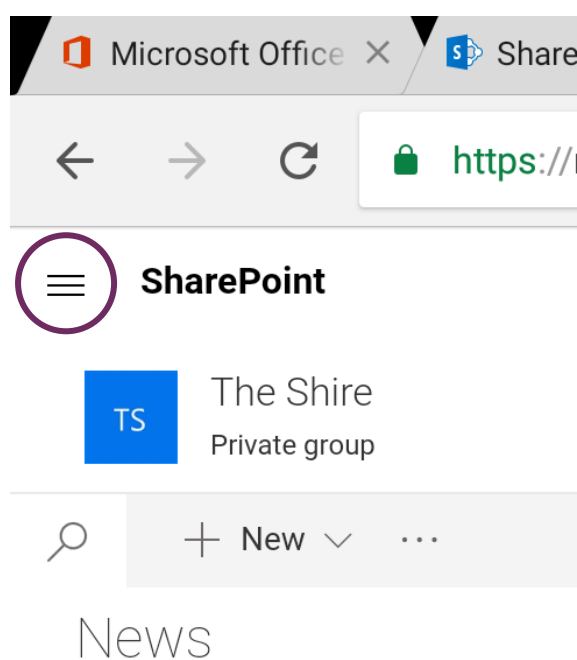 Microsoft Office
Share
https://
SharePoint
TS
The Shire
Private group
New
News